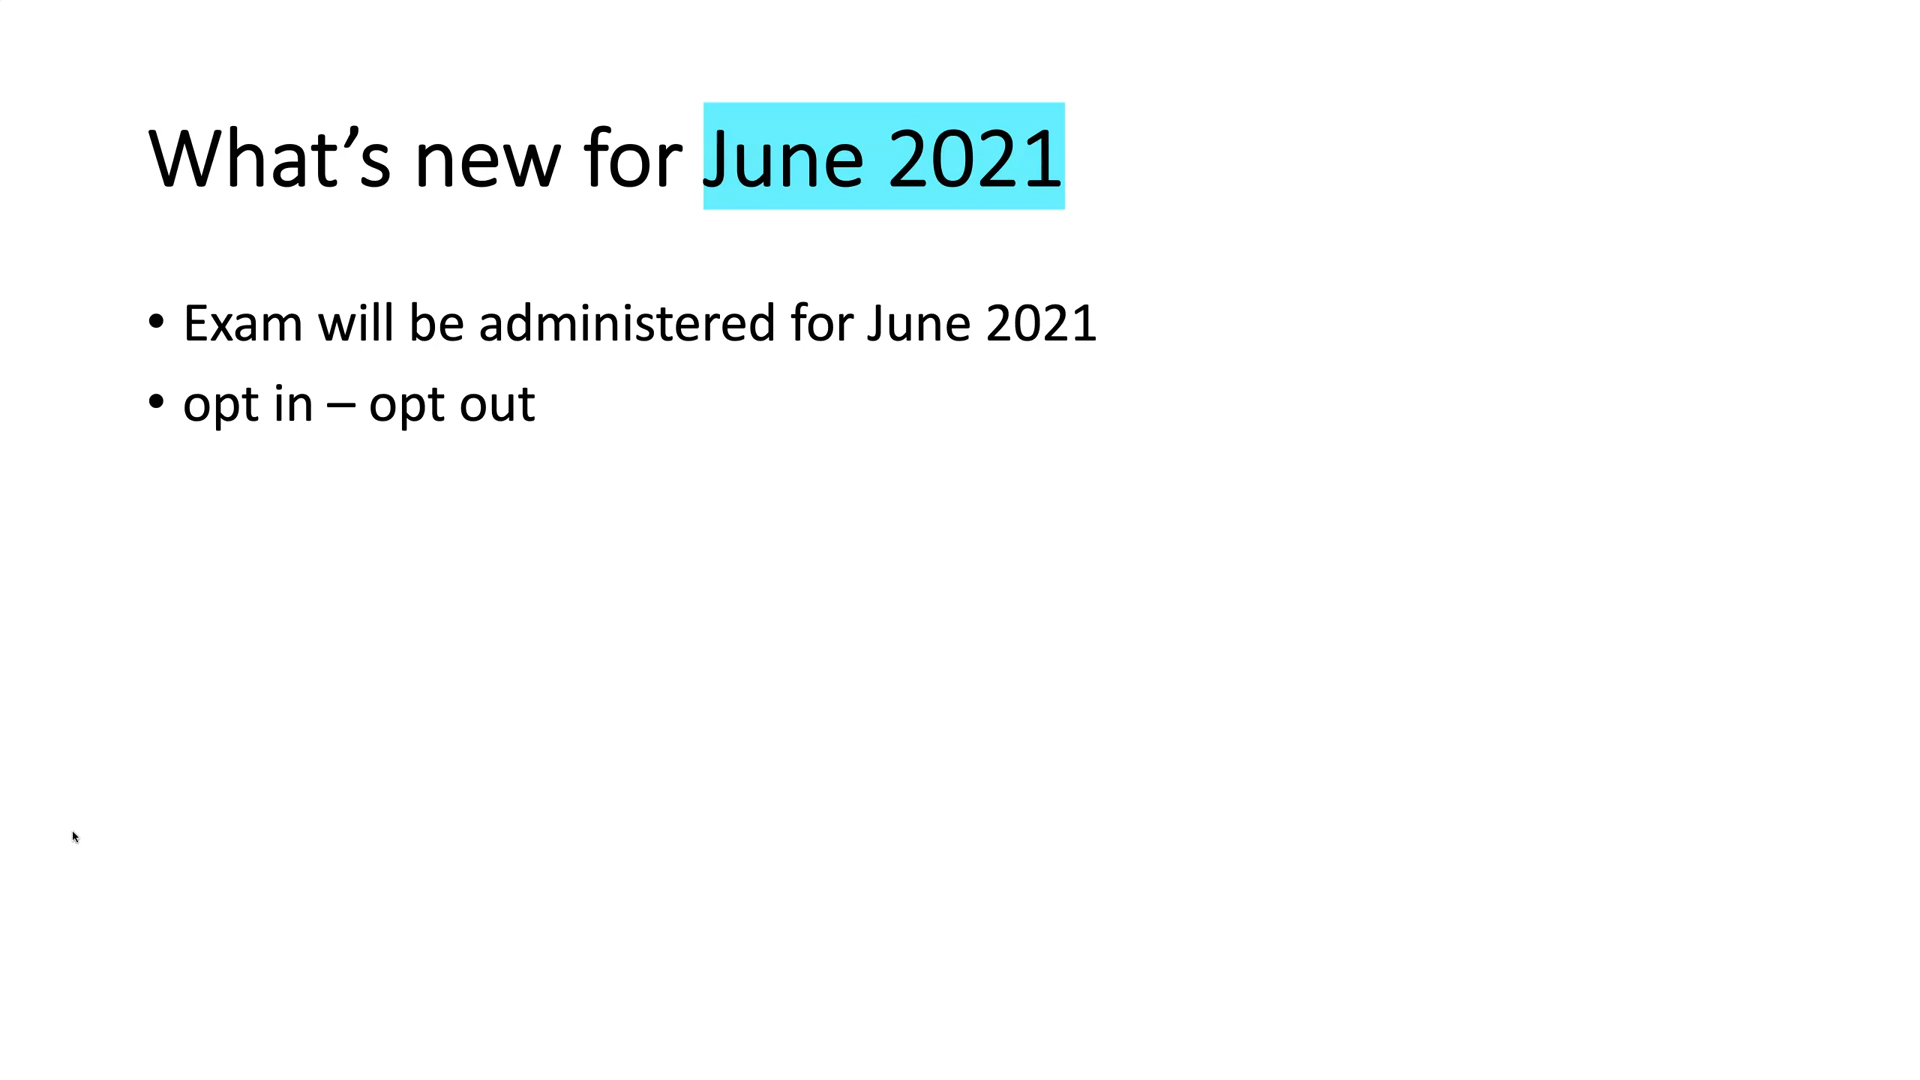 What’s new for June 2021
• Exam will be administered for June 2021
• opt in – opt out